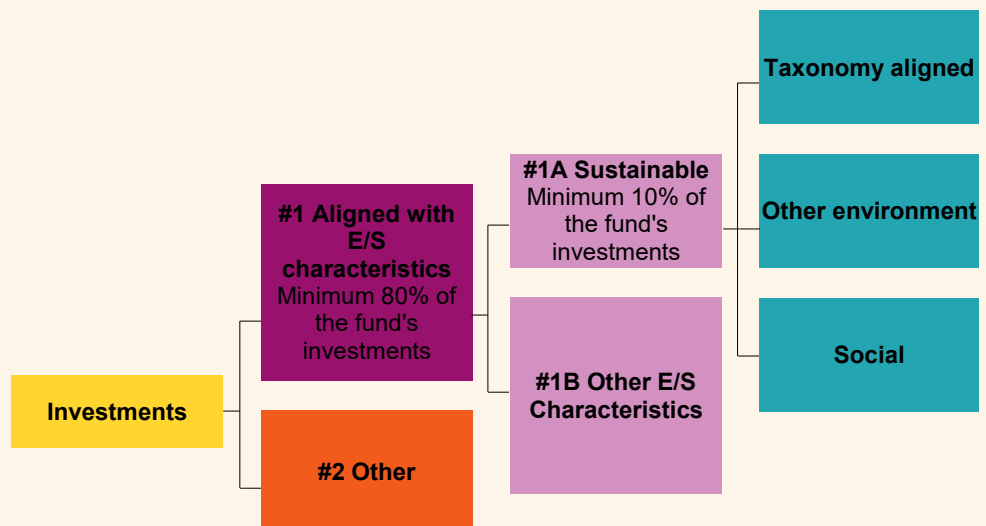 Investments
#1 Aligned with
E/S
characteristics
Minimum 80% of
the fund's
investments
#2 Other
#1A Sustainable
Minimum 10% of
the fund's
investments
#1B Other E/S
Characteristics
Taxonomy aligned
Other environment
Social